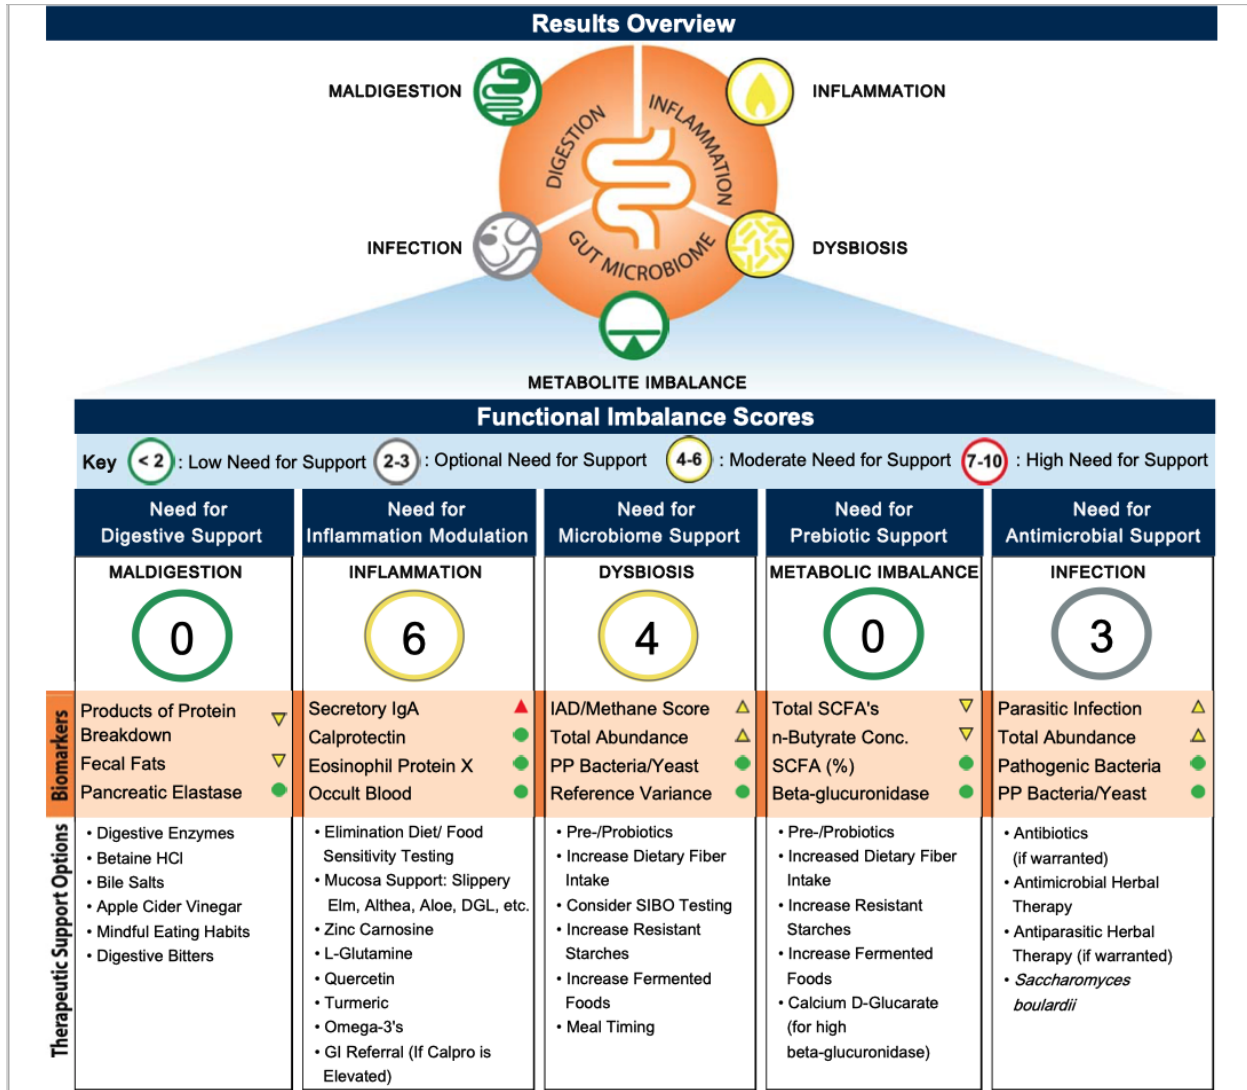 Results Overview
MALDIGESTION
INFLAMMATION
DIGESTION
INFLAMMATION
GUT MICROBIOME
INFECTION
DYSBIOSIS
METABOLITE IMBALANCE
Functional Imbalance Scores
Key < 2 : Low Need for Support 2-3 : Optional Need for Support 4-6 : Moderate Need for Support 7-10 : High Need for Support
Need for
Digestive Support
MALDIGESTION
0
Need for
Inflammation Modulation
INFLAMMATION
6
Need for
Microbiome Support
DYSBIOSIS
4
Need for
Prebiotic Support
METABOLIC IMBALANCE
0
Need for
Antimicrobial Support
INFECTION
3
Biomarkers
Products of Protein
Breakdown
Fecal Fats
Pancreatic Elastase
Secretory IgA
Calprotectin
Eosinophil Protein X
Occult Blood
IAD/Methane Score
Total Abundance
PP Bacteria/Yeast
Reference Variance
Total SCFA's
n-Butyrate Conc.
SCFA (%)
Beta-glucuronidase
Parasitic Infection
Total Abundance
Pathogenic Bacteria
PP Bacteria/Yeast
Therapeutic Support Options
• Digestive Enzymes
• Betaine HCl
• Bile Salts
• Apple Cider Vinegar
• Mindful Eating Habits
• Digestive Bitters
• Elimination Diet/ Food
Sensitivity Testing
• Mucosa Support: Slippery
Elm, Althea, Aloe, DGL, etc.
• Zinc Carnosine
• L-Glutamine
• Quercetin
• Turmeric
• Omega-3's
• GI Referral (If Calpro is
Elevated)
• Pre-/Probiotics
• Increase Dietary Fiber
Intake
• Consider SIBO Testing
• Increase Resistant
Starches
• Increase Fermented
Foods
• Meal Timing
• Pre-/Probiotics
• Increased Dietary Fiber
Intake
• Increase Resistant
Starches
• Increase Fermented
Foods
• Calcium D-Glucarate
(for high
beta-glucuronidase)
• Antibiotics
(if warranted)
• Antimicrobial Herbal
Therapy
• Antiparasitic Herbal
Therapy (if warranted)
• Saccharomyces
boulardii